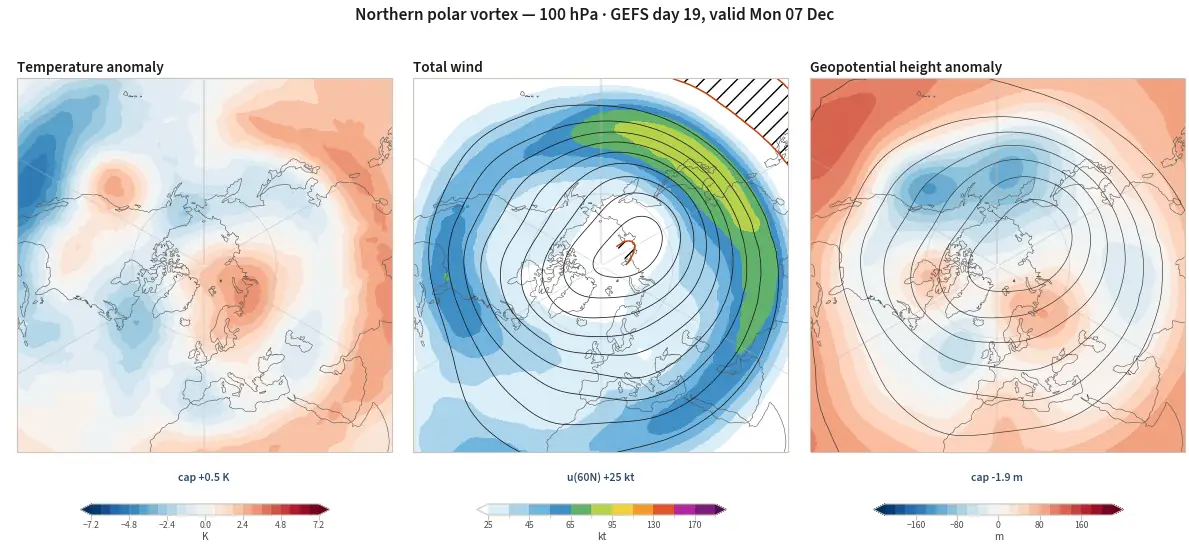 Northern polar vortex — 100 hPa · GEFS day 19, valid Mon 07 Dec
Temperature anomaly
Total wind
Geopotential height anomaly
cap +0.5 K
u(60N) +25 kt
cap -1.9 m
−7.2 −4.8 −2.4 0.0 2.4 4.8 7.2
K
25 45 65 95 130 170
kt
−160 −80 0 80 160
m